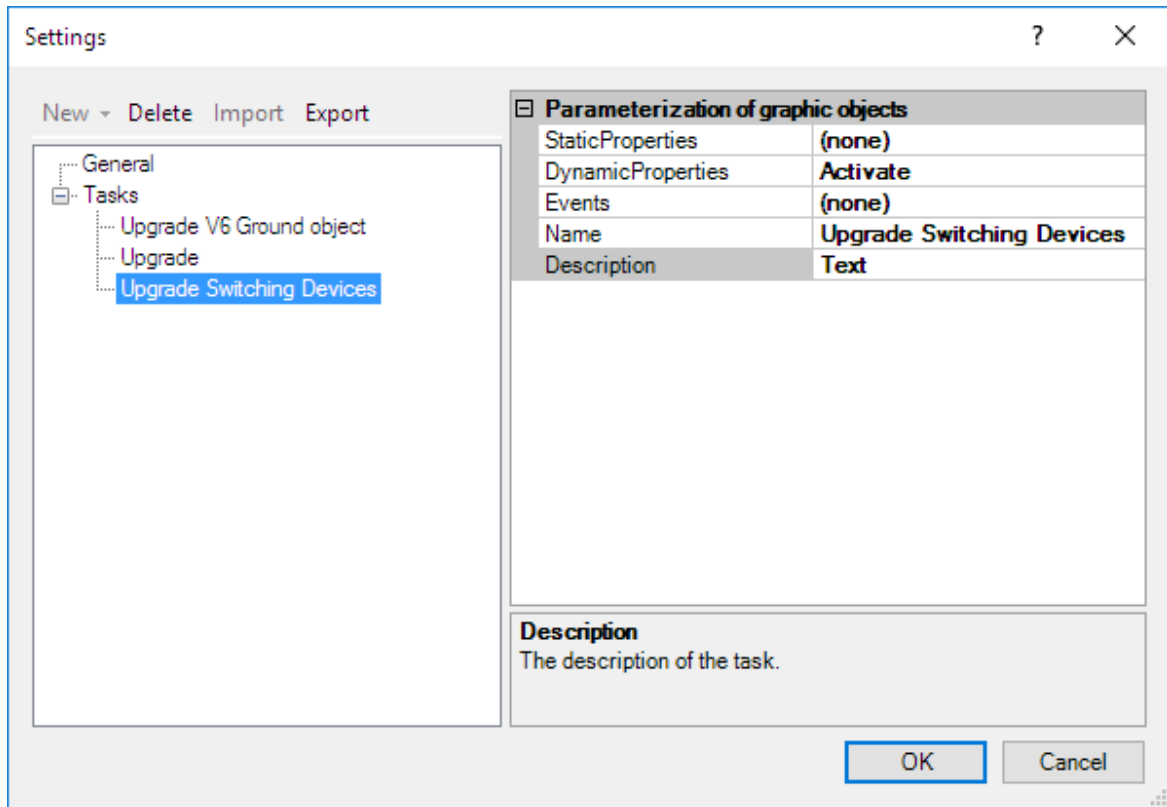 Settings
?
New Delete Import Export
General
Tasks
Upgrade V6 Ground object
Upgrade
Upgrade Switching Devices
Parameterization of graphic objects
StaticProperties (none)
DynamicProperties Activate
Events (none)
Name Upgrade Switching Devices
Description Text
Description
The description of the task.
OK Cancel